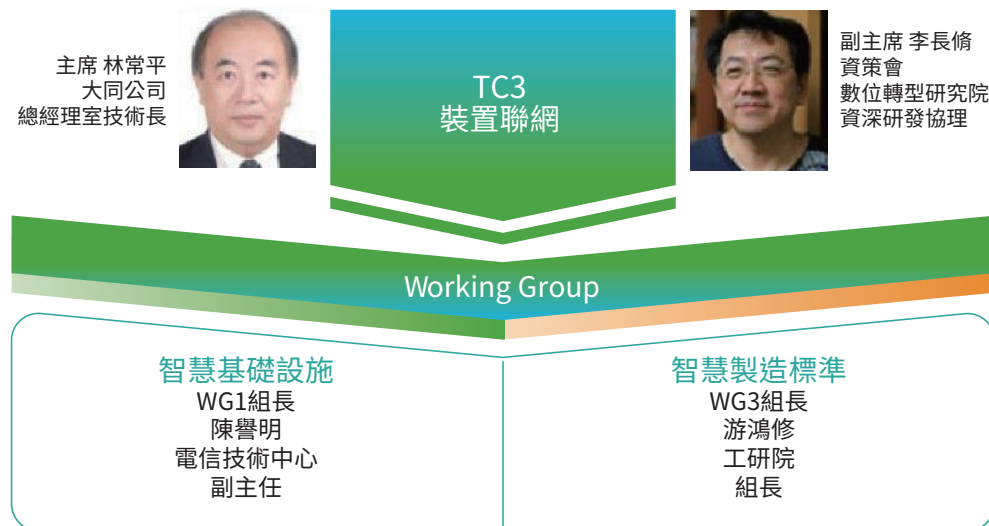 主席 林常平
大同公司
總經理室技術長
TC3
裝置聯網
副主席 李長脩
資策會
數位轉型研究院
資深研發協理
Working Group
智慧基礎設施
WG1組長
陳譽明
電信技術中心
副主任
智慧製造標準
WG3組長
游鴻修
工研院
組長